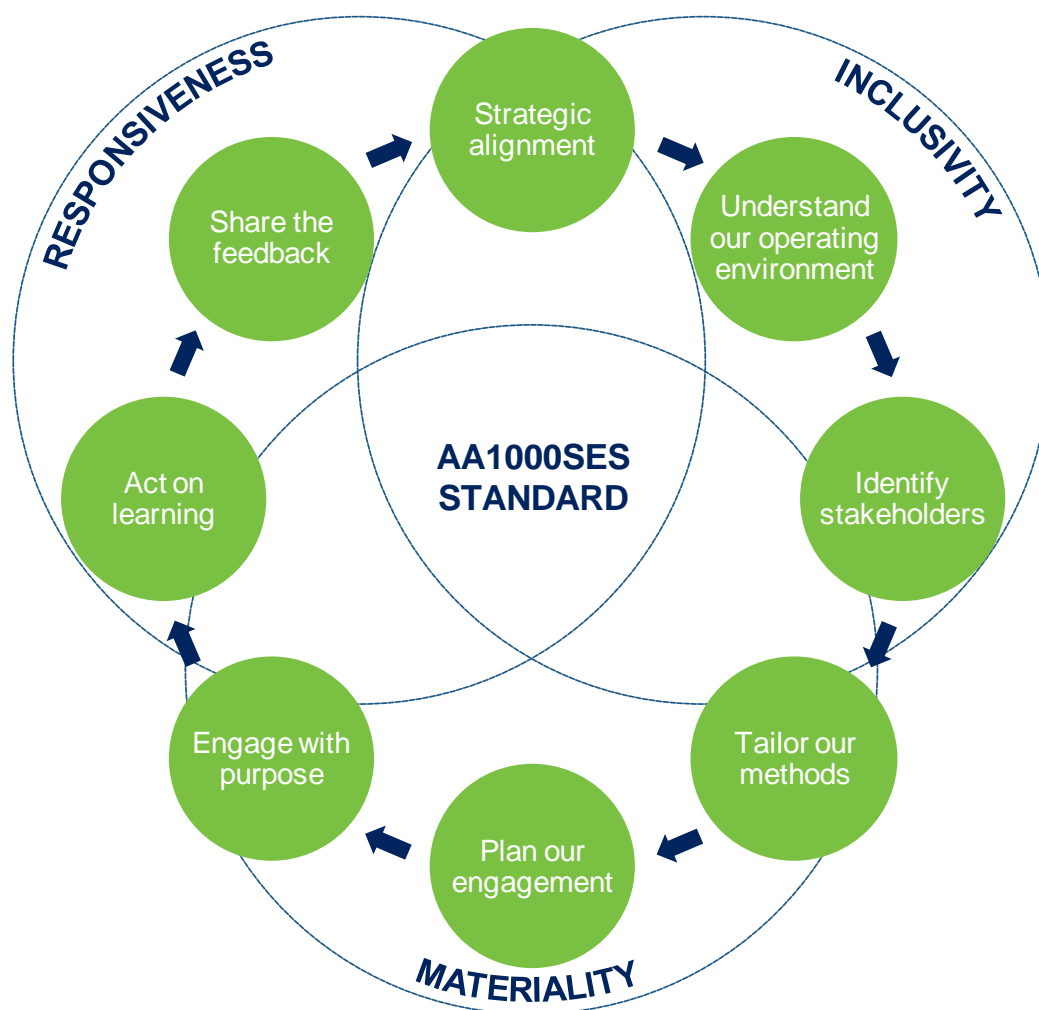 RESPONSIVENESS
INCLUSIVITY
Strategic
alignment
Understand
our operating
environment
Identify
stakeholders
Tailor our
methods
Plan our
engagement
Engage with
purpose
Act on
learning
Share the
feedback
AA1000SES
STANDARD
MATERIALITY